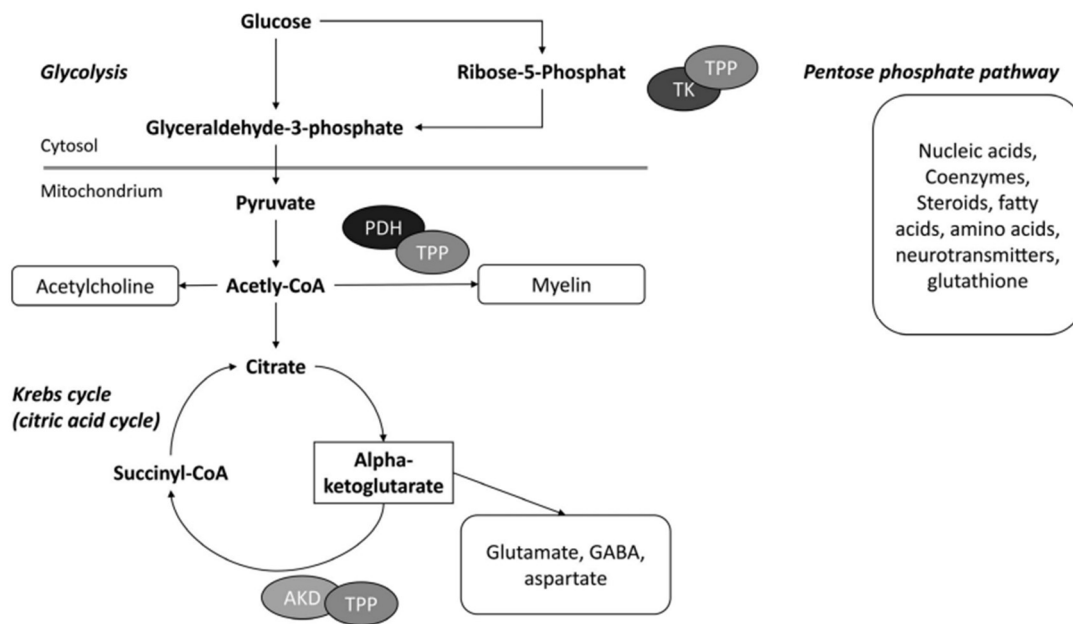 Glucose
Glycolysis
Ribose-5-Phosphat
TPP
TK
Pentose phosphate pathway
Glyceraldehyde-3-phosphate
Cytosol
Mitochondrium
Nucleic acids,
Coenzymes,
Steroids, fatty
acids, amino acids,
neurotransmitters,
glutathione
Pyruvate
PDH
TPP
Acetylcholine
Acetly-CoA
Myelin
Citrate
Krebs cycle
(citric acid cycle)
Succinyl-CoA
Alpha-
ketoglutarate
Glutamate, GABA,
aspartate
AKD
TPP